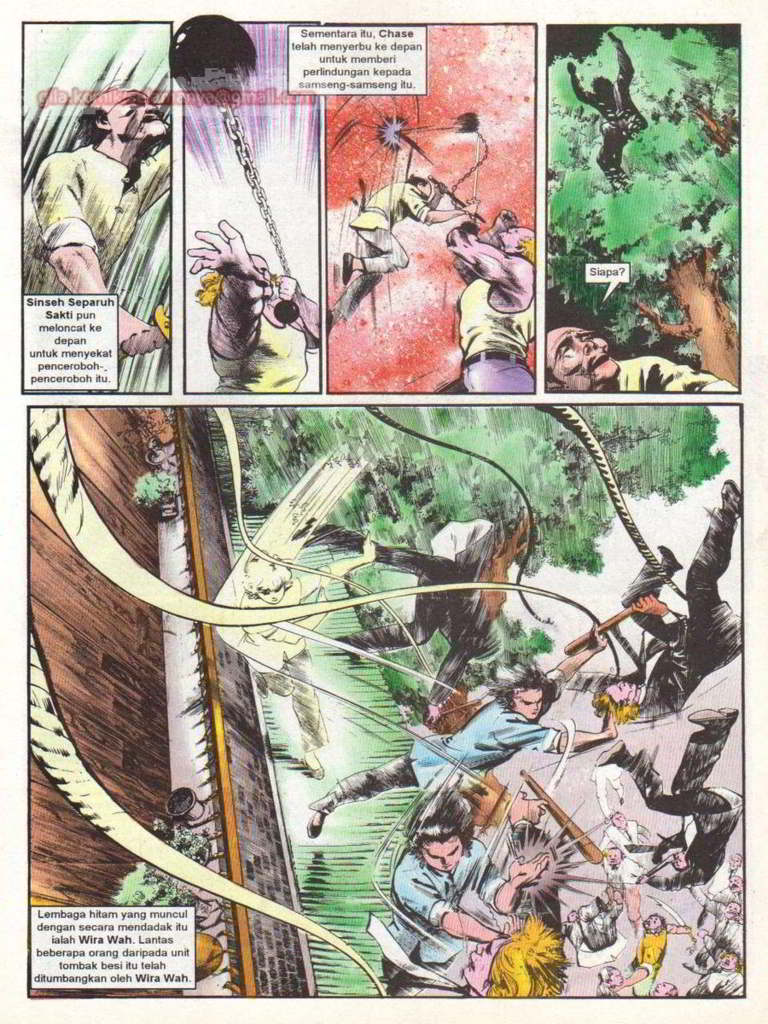 Sinseh Separuh
Sakti pun
meloncat ke
depan
untuk menyekat
penceroboh-
penceroboh itu.
Sementara itu, Chase
telah menyerbu ke depan
untuk memberi
perlindungan kepada
samseng-samseng itu.
Siapa?
Lembaga hitam yang muncul
dengan secara mendadak itu
ialah Wira Wah. Lantas
beberapa orang daripada unit
tombak besi itu telah
ditumbangkan oleh Wira Wah.